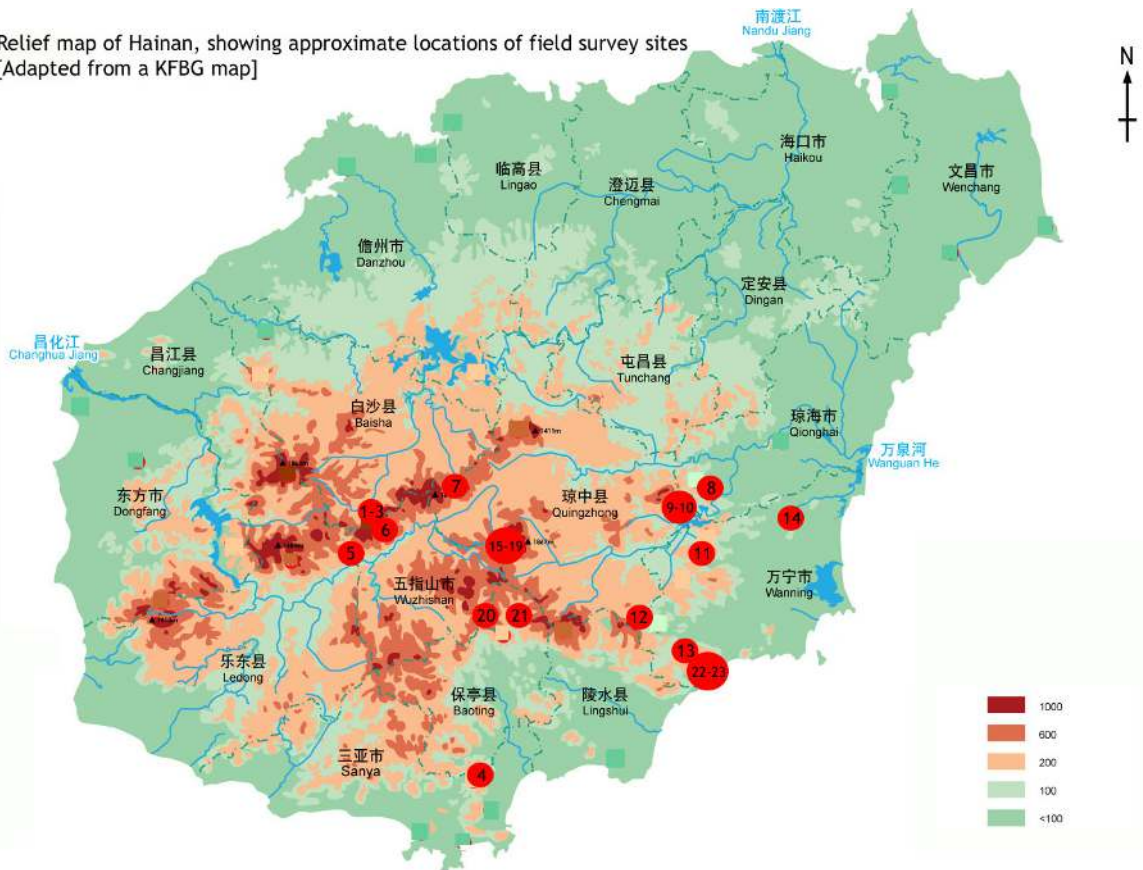 南渡江
Nandu Jiang
Relief map of Hainan, showing approximate locations of field survey sites
[Adapted from a KFBG map]
N
海口市
Haikou
临高县
Lingao
澄迈县
Chengmai
文昌市
Wenchang
儋州市
Danzhou
定安县
Dingan
昌化江
Changhua Jiang
昌江县
Changjiang
屯昌县
Tunchang
白沙县
Baisha
琼海市
Qionghai
1411m
万泉河
Wanguan He
东方市
Dongfang
琼中县
Quingzhong
7
8
9-10
1-3
6
14
5
15-19
11
五指山市
Wuzhishan
万宁市
Wanning
20
21
12
13
22-23
乐东县
Ledong
保亭县
Baoting
陵水县
Lingshui
三亚市
Sanya
4
1000
600
200
100
<100